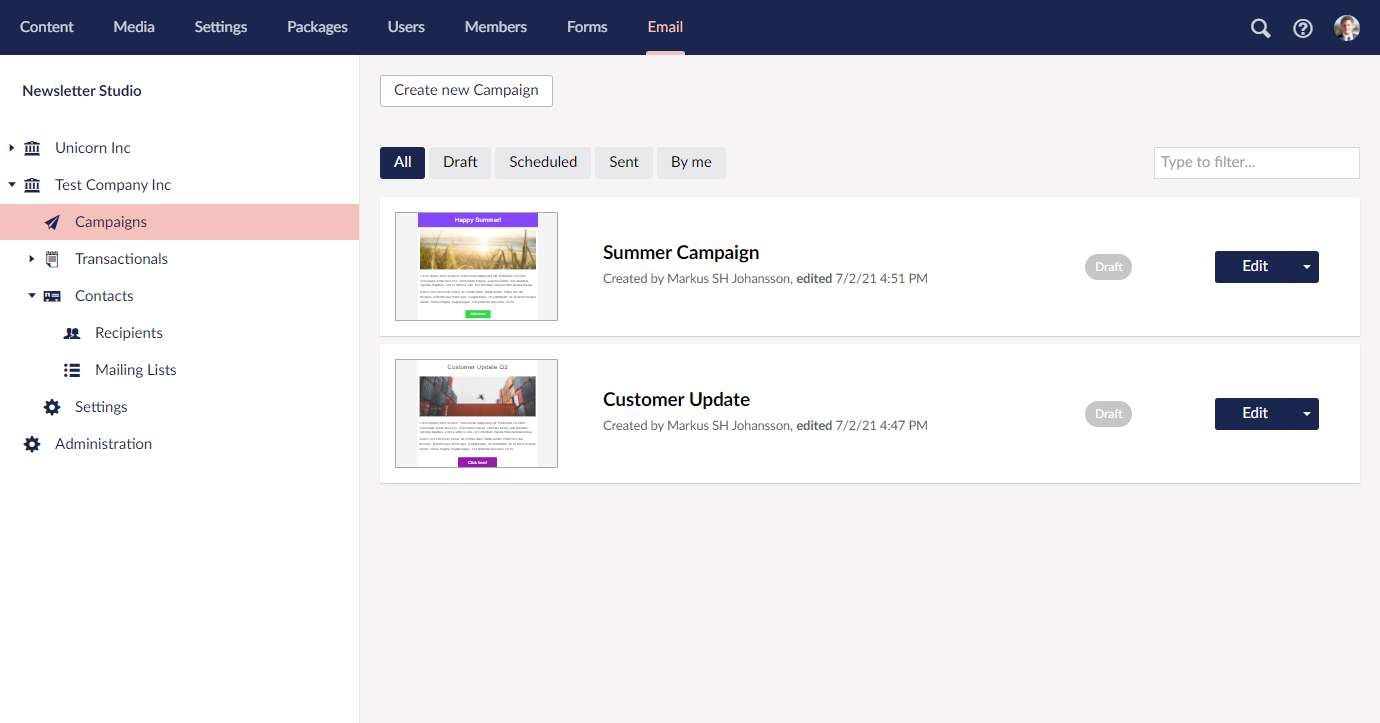 Content Media Settings Packages Users Members Forms Email
Newsletter Studio
Unicorn Inc
Test Company Inc
Campaigns
Transactionals
Contacts
Recipients
Mailing Lists
Settings
Administration
Create new Campaign
All Draft Scheduled Sent By me
Type to filter...
Happy Summer!
Summer Campaign
Created by Markus SH Johansson, edited 7/2/21 4:51 PM
Draft
Edit
Customer Update Q2
Click here!
Customer Update
Created by Markus SH Johansson, edited 7/2/21 4:47 PM
Draft
Edit